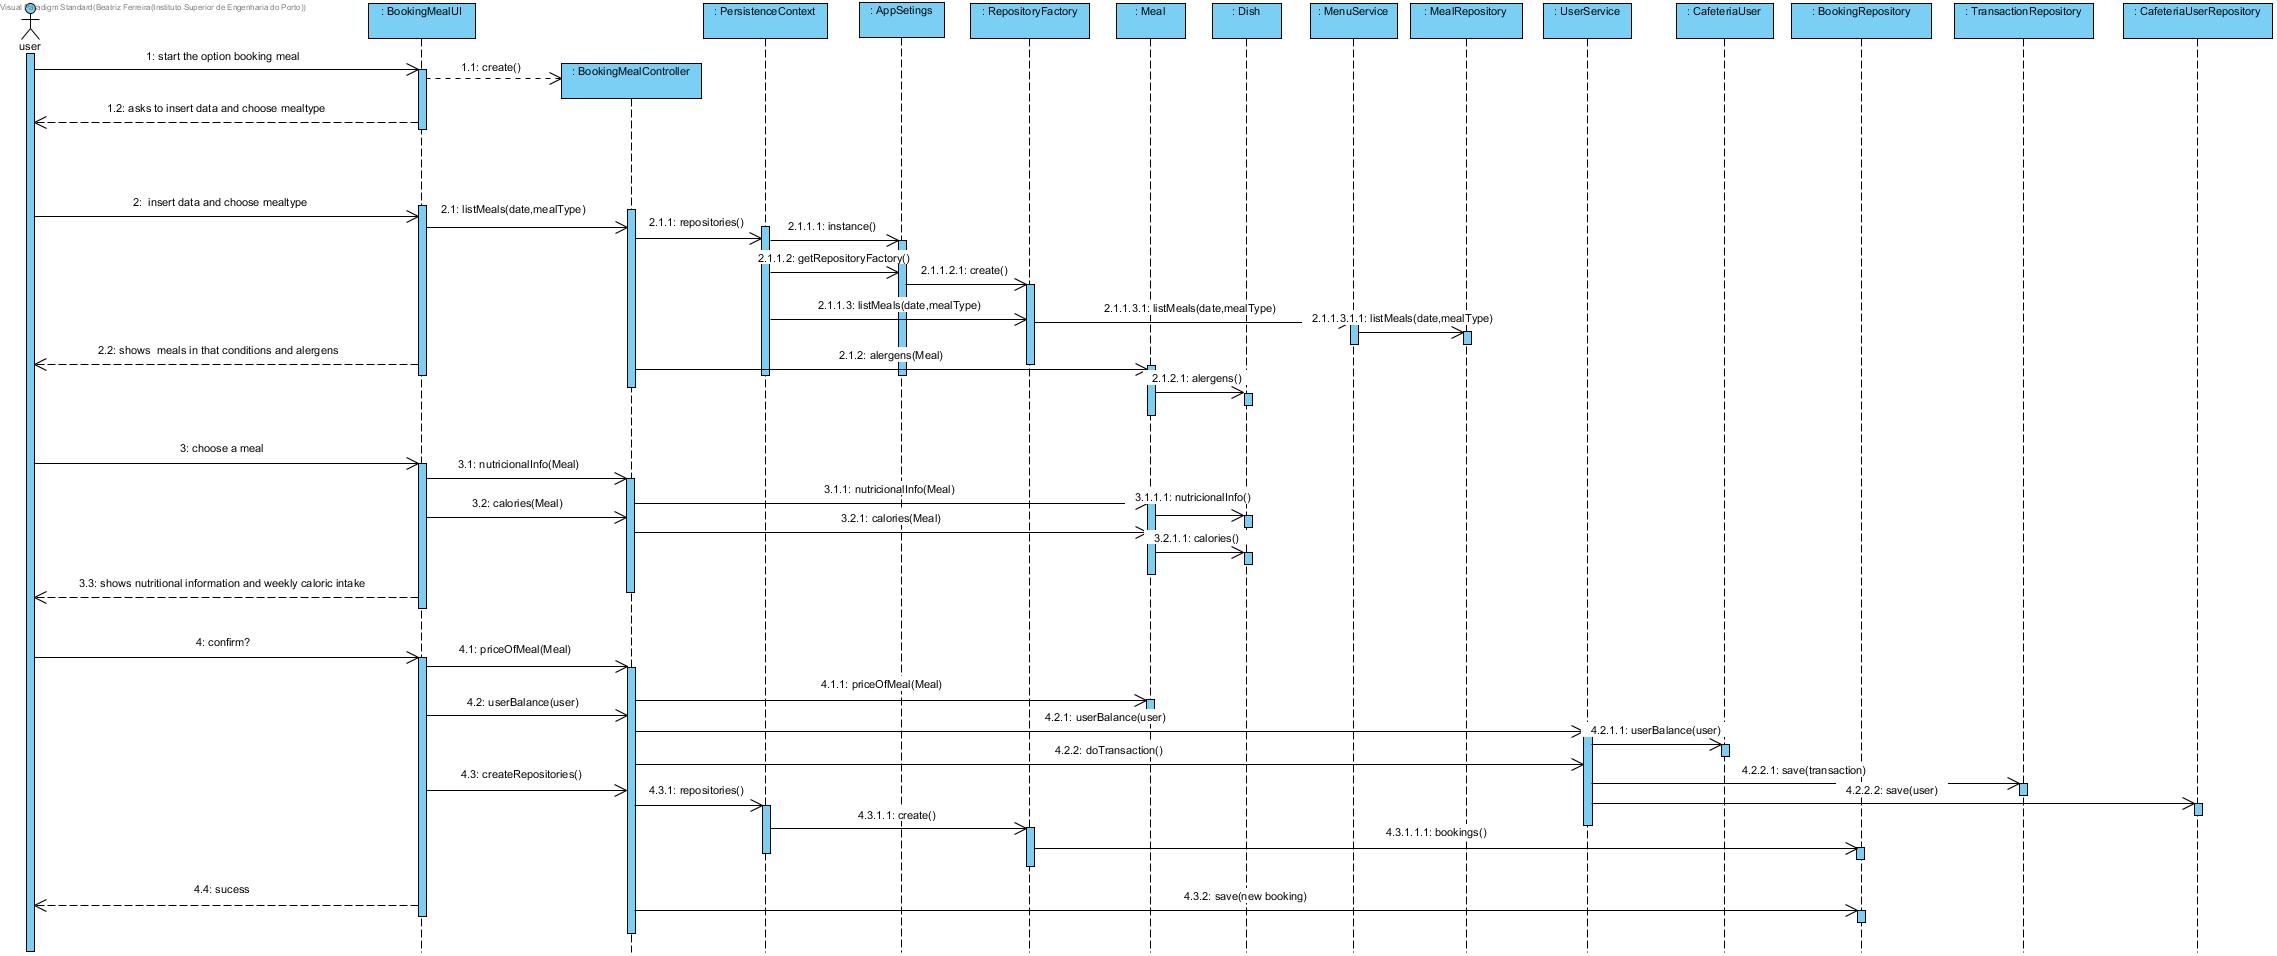 Visual Paradigm Standard(Beatriz Ferreira(Instituto Superior de Engenharia do Porto))
: BookingMealUI
: PersistenceContext
: AppSetings
: RepositoryFactory
: Meal
: Dish
: MenuService
: MealRepository
: UserService
: CafeteriaUser
: BookingRepository
: TransactionRepository
: CafeteriaUserRepository
user
1: start the option booking meal
1.1: create()
: BookingMealController
1.2: asks to insert data and choose mealtype
2:  insert data and choose mealtype
2.1: listMeals(date,mealType)
2.1.1: repositories()
2.1.1.1: instance()
2.1.1.2: getRepositoryFactory()
2.1.1.2.1: create()
2.1.1.3: listMeals(date,mealType)
2.1.1.3.1: listMeals(date,mealType)
2.1.1.3.1.1: listMeals(date,mealType)
2.2: shows  meals in that conditions and alergens
2.1.2: alergens(Meal)
2.1.2.1: alergens()
3: choose a meal
3.1: nutricionalInfo(Meal)
3.1.1: nutricionalInfo(Meal)
3.1.1.1: nutricionalInfo()
3.2: calories(Meal)
3.2.1: calories(Meal)
3.2.1.1: calories()
3.3: shows nutritional information and weekly caloric intake
4: confirm?
4.1: priceOfMeal(Meal)
4.1.1: priceOfMeal(Meal)
4.2: userBalance(user)
4.2.1: userBalance(user)
4.2.1.1: userBalance(user)
4.2.2: doTransaction()
4.2.2.1: save(transaction)
4.3: createRepositories()
4.3.1: repositories()
4.2.2.2: save(user)
4.3.1.1: create()
4.3.1.1.1: bookings()
4.4: sucess
4.3.2: save(new booking)